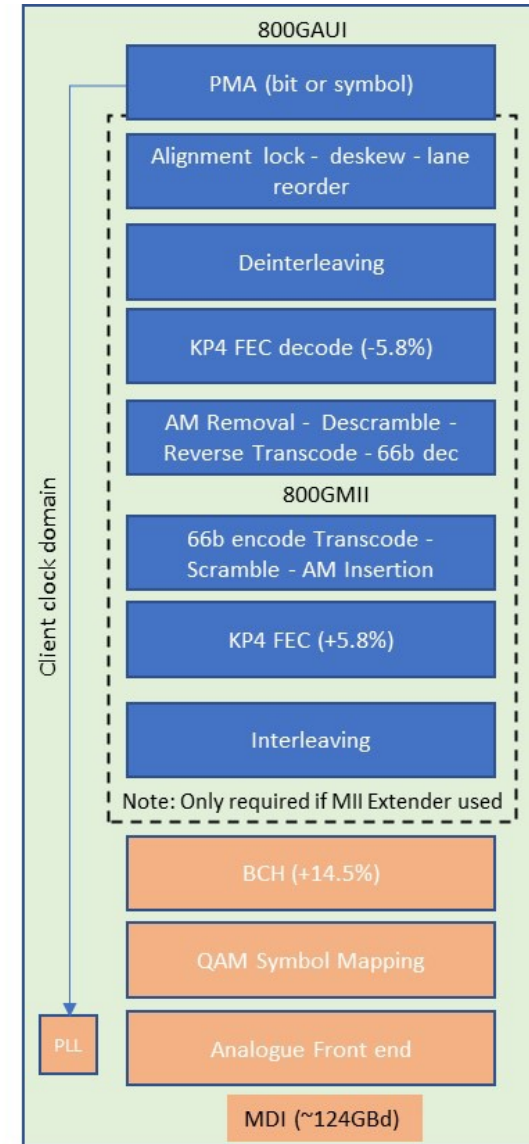 800GAUI
PMA (bit or symbol)
Alignment lock - deskew - lane
reorder
Deinterleaving
KP4 FEC decode (-5.8%)
AM Removal - Descramble -
Reverse Transcode - 66b dec
800GMII
66b encode Transcode -
Scramble - AM Insertion
KP4 FEC (+5.8%)
Interleaving
Note: Only required if MII Extender used
Client clock domain
BCH (+14.5%)
QAM Symbol Mapping
PLL
Analogue Front end
MDI (~124GBd)